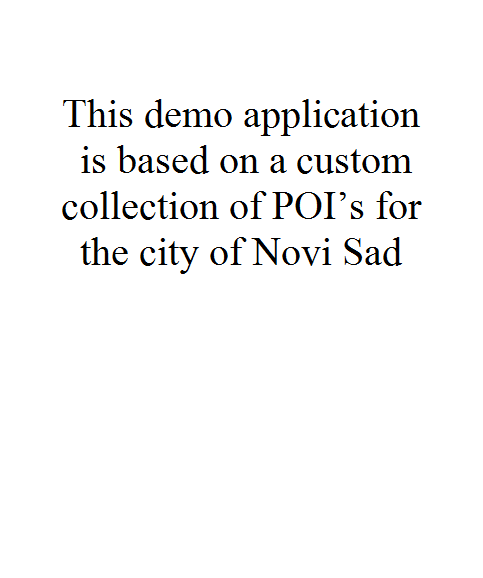 This demo application
is based on a custom
collection of POI’s for
the city of Novi Sad